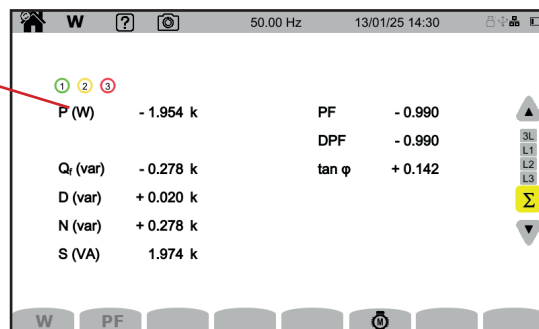 W ? 50.00 Hz 13/01/25 14:30
1 2 3
P (W) - 1.954 k PF - 0.990
DPF - 0.990
Qf (var) - 0.278 k tan φ + 0.142
D (var) + 0.020 k
N (var) + 0.278 k
S (VA) 1.974 k
3L
L1
L2
L3
Σ
W PF M